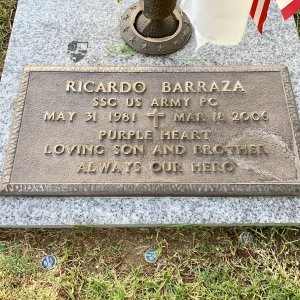 RICARDO BARRAZA
SSG US ARMY PG
MAY 31 1981 ✝ MAR 18 2006
PURPLE HEART
LOVING SON AND BROTHER
ALWAYS OUR HERO